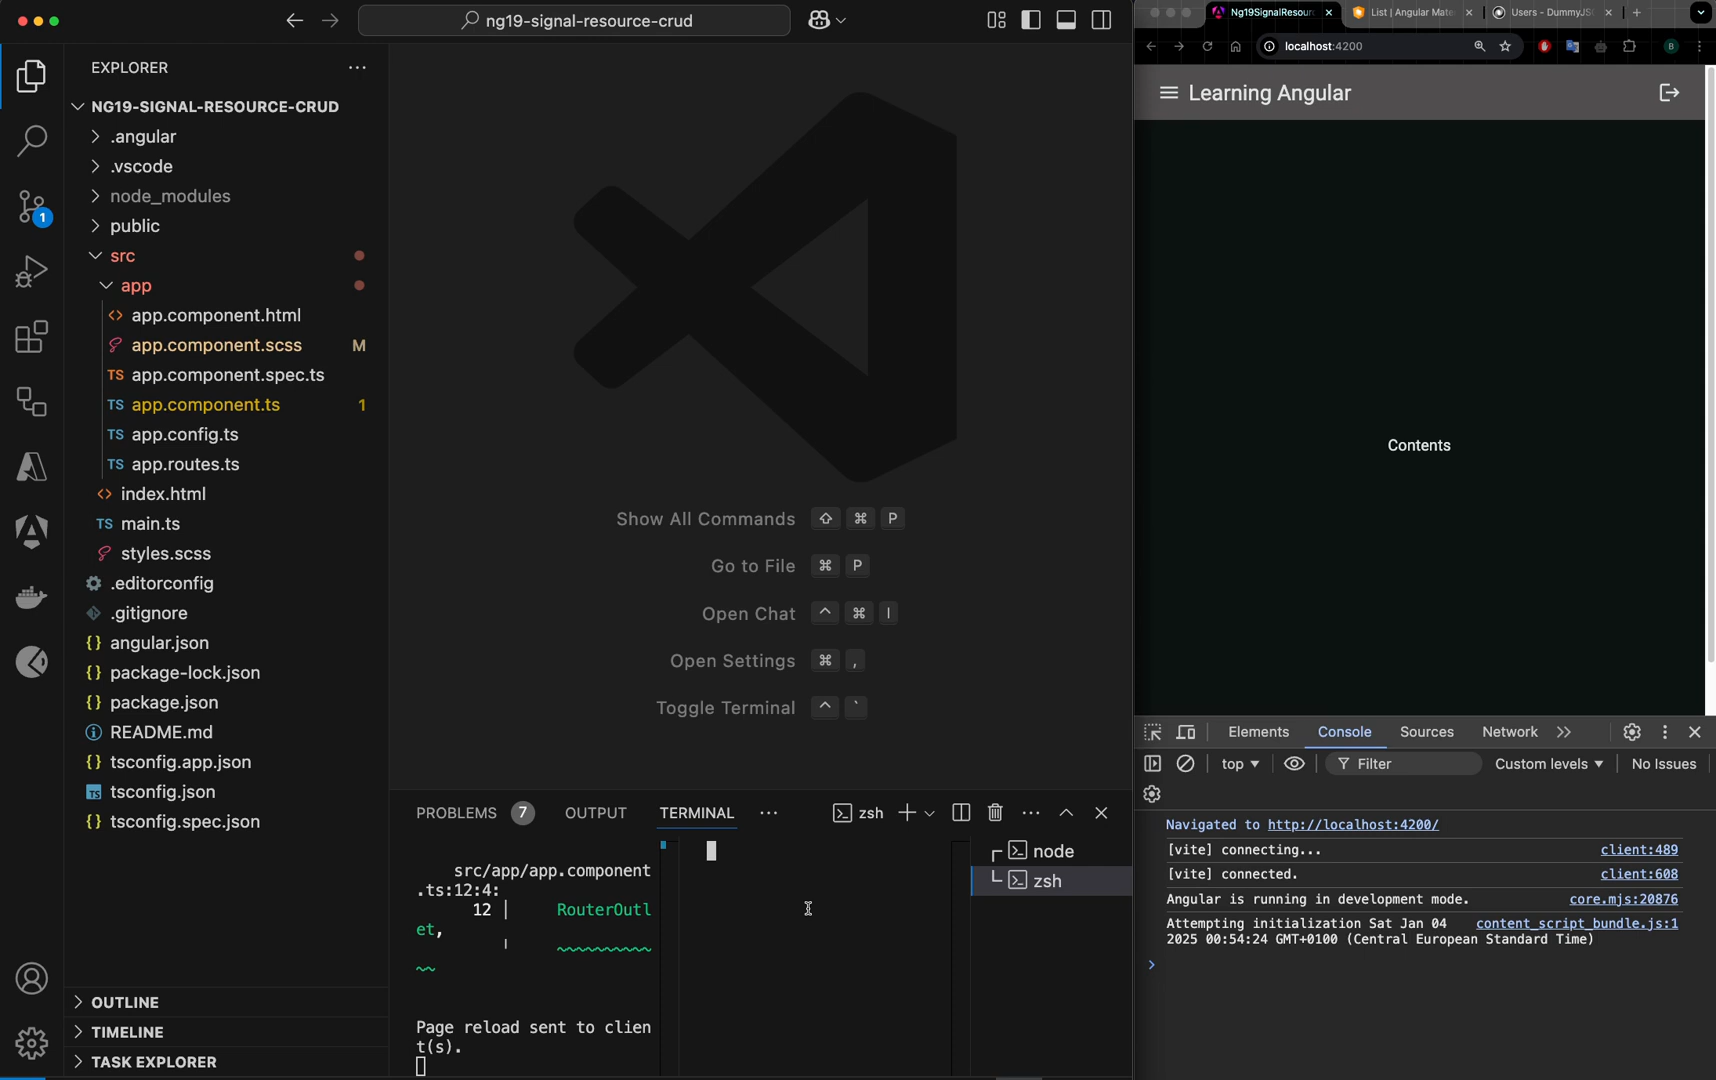 ng19-signal-resource-crud
EXPLORER
NG19-SIGNAL-RESOURCE-CRUD
.angular
.vscode
node_modules
public
src
app
app.component.html
app.component.scss M
app.component.spec.ts
app.component.ts 1
app.config.ts
app.routes.ts
index.html
main.ts
styles.scss
.editorconfig
.gitignore
angular.json
package-lock.json
package.json
README.md
tsconfig.app.json
tsconfig.json
tsconfig.spec.json
OUTLINE
TIMELINE
TASK EXPLORER
1
TS
TS
TS
TS
TS
TS
Show All Commands ⇧ ⌘ P
Go to File ⌘ P
Open Chat ^ ⌘ I
Open Settings ⌘ ,
Toggle Terminal ^ `
PROBLEMS 7 OUTPUT TERMINAL ··· zsh
src/app/app.component
.ts:12:4:
12 │ RouterOutl
et,
Page reload sent to clien
t(s).
node
zsh
Ng19SignalResour
List | Angular Mate
Users - DummyJS
localhost:4200
B
Learning Angular
Contents
Elements Console Sources Network
top Filter Custom levels No Issues
Navigated to http://localhost:4200/
[vite] connecting... client:489
[vite] connected. client:608
Angular is running in development mode. core.mjs:20876
Attempting initialization Sat Jan 04 content_script_bundle.js:1
2025 00:54:24 GMT+0100 (Central European Standard Time)